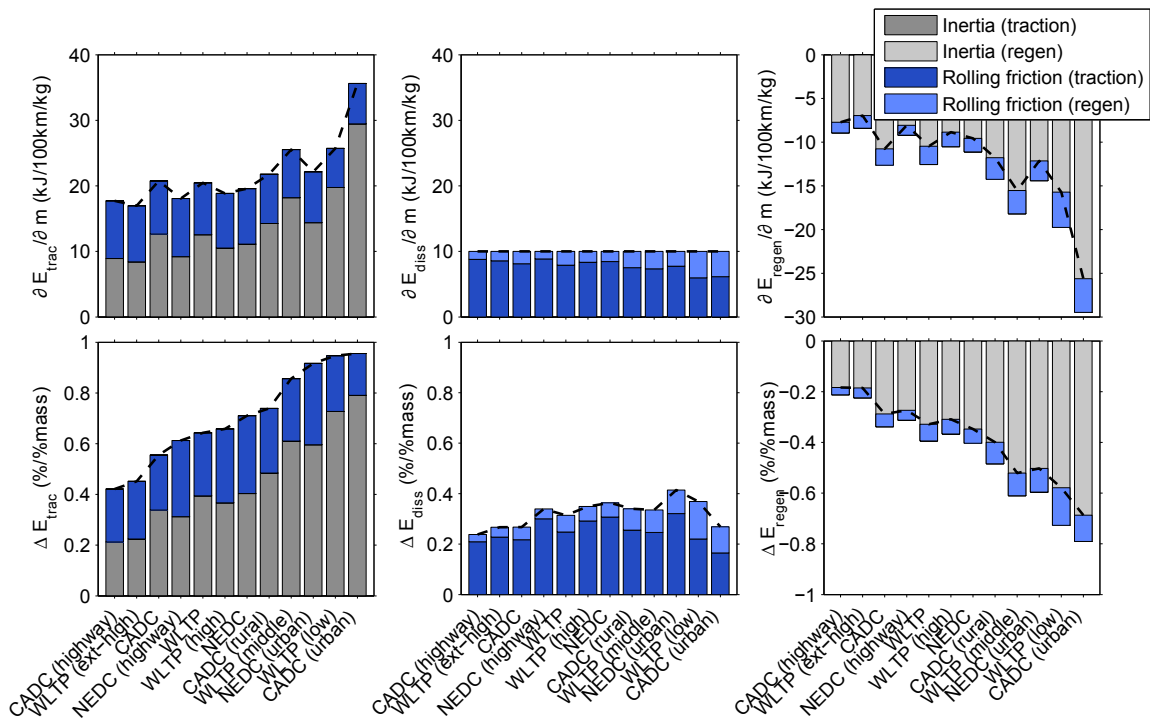 Inertia (traction)
Inertia (regen)
Rolling friction (traction)
Rolling friction (regen)
∂ E_trac/∂ m (kJ/100km/kg)
40
30
20
10
0
∂ E_diss/∂ m (kJ/100km/kg)
40
30
20
10
0
∂ E_regen/∂ m (kJ/100km/kg)
0
−5
−10
−15
−20
−25
−30
Δ E_trac (%/%mass)
1
0.8
0.6
0.4
0.2
0
CADC (highway)
WLTP (ext−high)
CADC
NEDC (highway)
WLTP
WLTP (high)
NEDC
CADC (rural)
WLTP (middle)
NEDC (urban)
WLTP (low)
CADC (urban)
Δ E_diss (%/%mass)
1
0.8
0.6
0.4
0.2
0
CADC (highway)
WLTP (ext−high)
CADC
NEDC (highway)
WLTP
WLTP (high)
NEDC
CADC (rural)
WLTP (middle)
NEDC (urban)
WLTP (low)
CADC (urban)
Δ E_regen (%/%mass)
0
−0.2
−0.4
−0.6
−0.8
−1
CADC (highway)
WLTP (ext−high)
CADC
NEDC (highway)
WLTP
WLTP (high)
NEDC
CADC (rural)
WLTP (middle)
NEDC (urban)
WLTP (low)
CADC (urban)